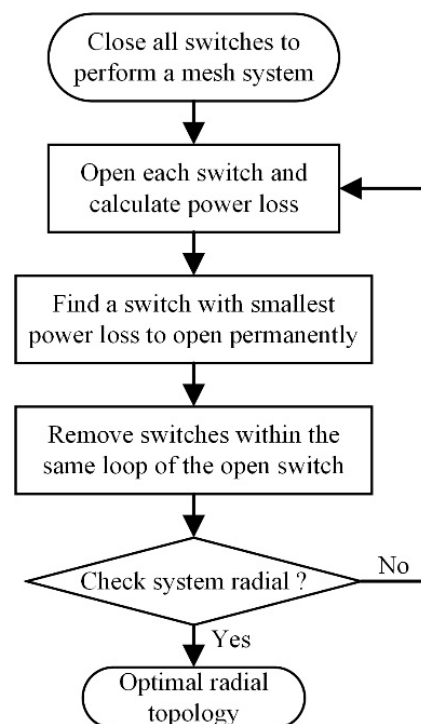 Close all switches to
perform a mesh system
Open each switch and
calculate power loss
Find a switch with smallest
power loss to open permanently
Remove switches within the
same loop of the open switch
Check system radial ?
No
Yes
Optimal radial
topology